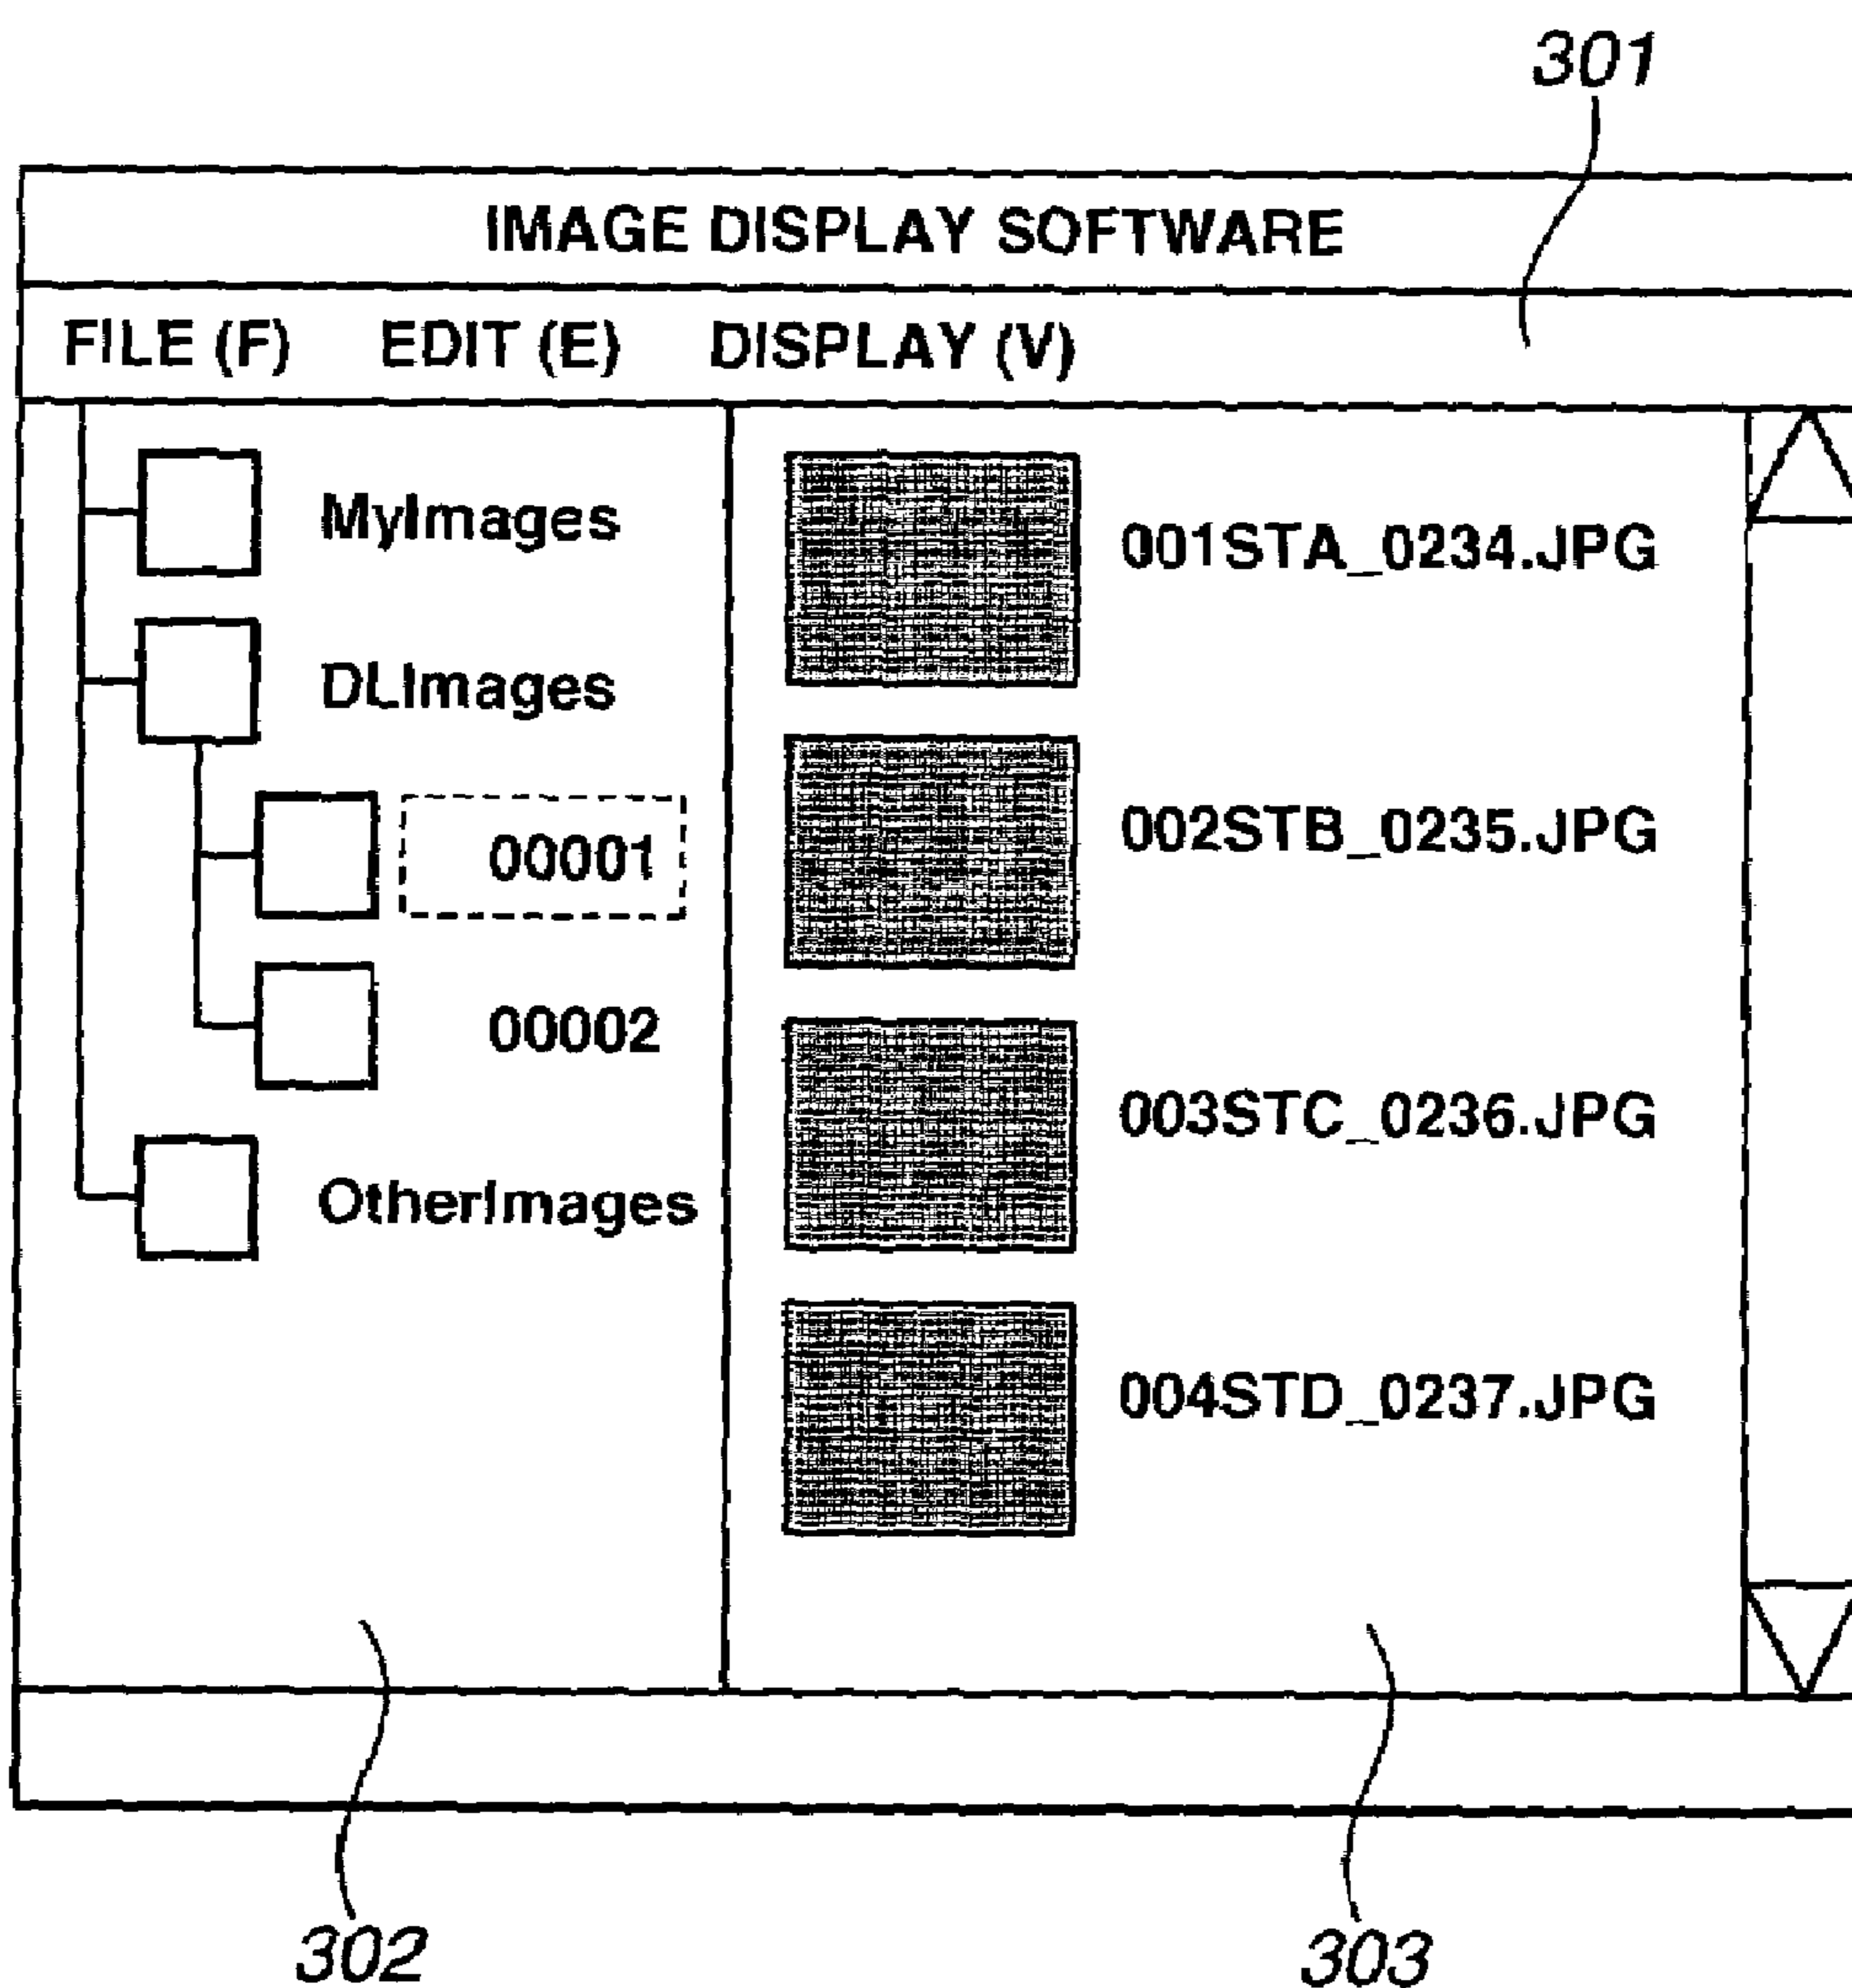 301
IMAGE DISPLAY SOFTWARE
FILE (F) EDIT (E) DISPLAY (V)
MyImages
DLImages
00001
00002
OtherImages
001STA_0234.JPG
002STB_0235.JPG
003STC_0236.JPG
004STD_0237.JPG
302
303